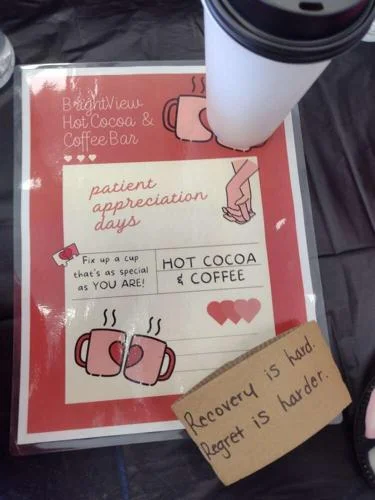 BrightView
Hot Cocoa &
Coffee Bar
patient
appreciation
days
Fix up a cup
that's as special
as YOU ARE!
HOT COCOA
& COFFEE
Recovery is hard.
Regret is harder.